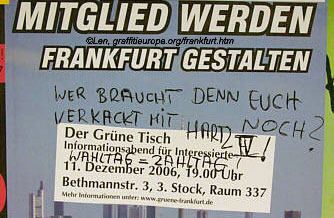 MITGLIED WERDEN
©Len, graffitieurope.org/frankfurt.htm
FRANKFURT GESTALTEN
WER BRAUCHT DENN EUCH
VERKACKT MIT HARTZ IV! NOCH?
Der Grüne Tisch
Informationsabend für Interessierte
WAHLTAG = ZAHLTAG!
11. Dezember 2006, 19.00 Uhr
Bethmannstr. 3, 3. Stock, Raum 337
Mehr Informationen unter: www.gruene-frankfurt.de